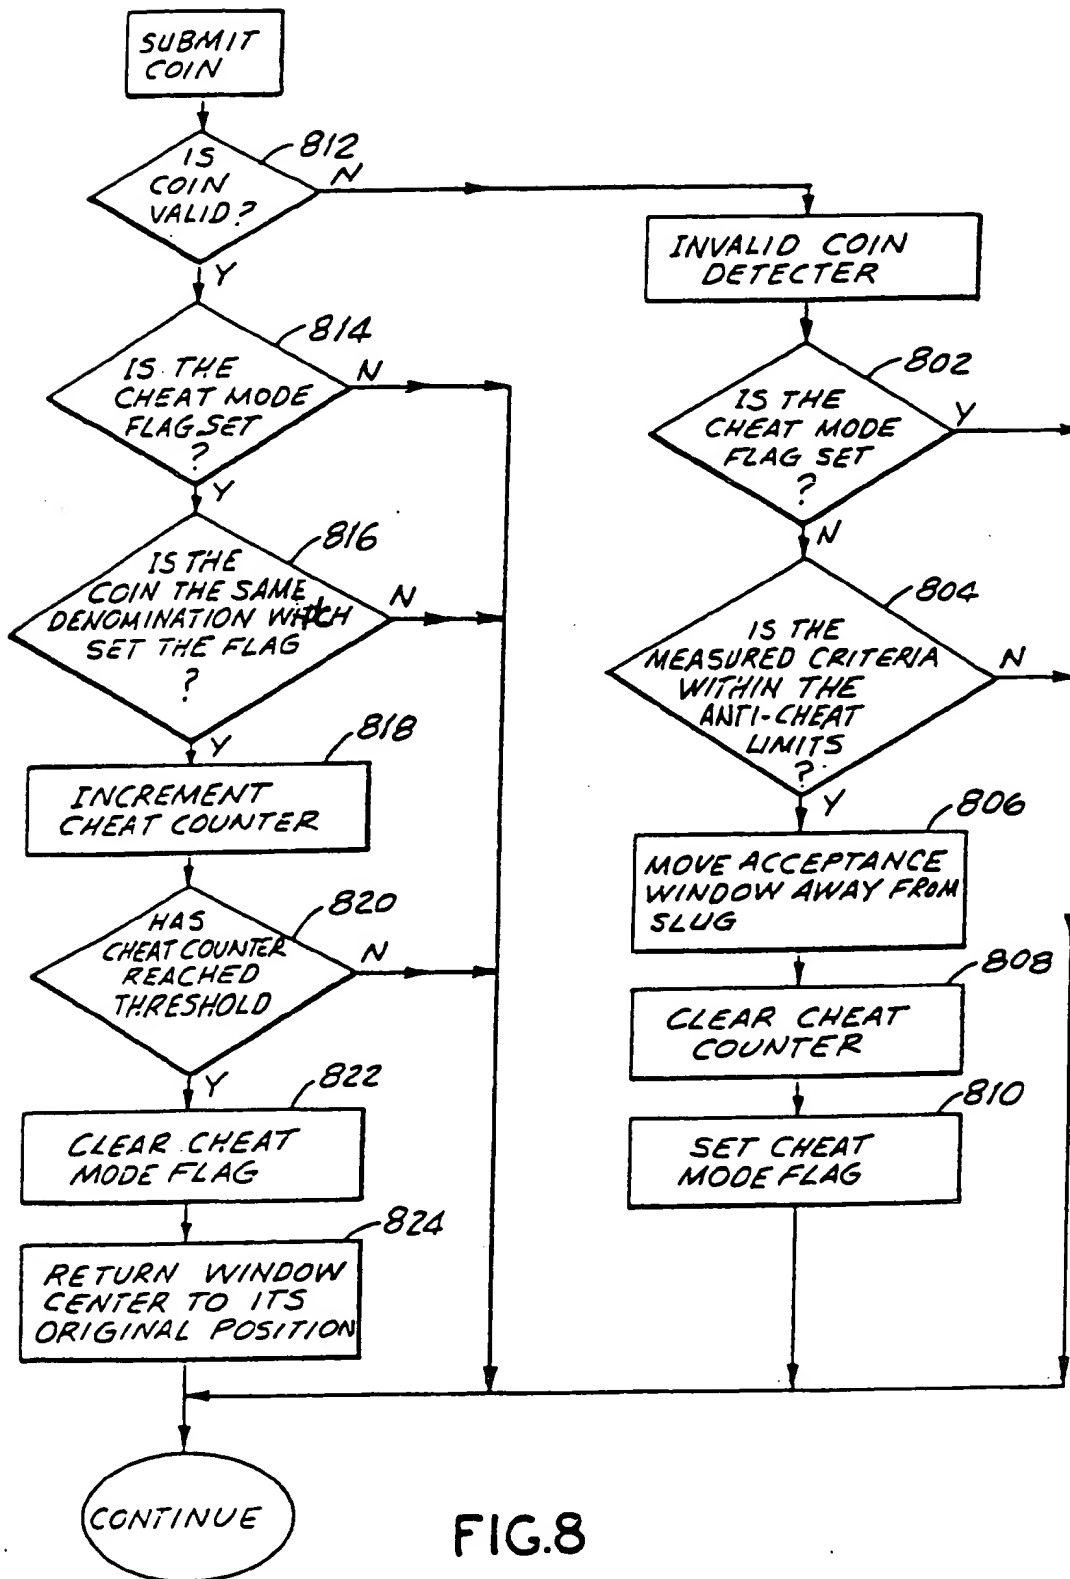 SUBMIT
COIN
812
IS
COIN
VALID?
N
Y
814
IS THE
CHEAT MODE
FLAG SET
?
N
Y
816
IS THE
COIN THE SAME
DENOMINATION WHICH
SET THE FLAG
?
N
Y
818
INCREMENT
CHEAT COUNTER
820
HAS
CHEAT COUNTER
REACHED
THRESHOLD
N
Y
822
CLEAR CHEAT
MODE FLAG
824
RETURN WINDOW
CENTER TO ITS
ORIGINAL POSITION
CONTINUE
INVALID COIN
DETECTER
802
IS THE
CHEAT MODE
FLAG SET
?
Y
N
804
IS THE
MEASURED CRITERIA
WITHIN THE
ANTI-CHEAT
LIMITS
?
N
Y
806
MOVE ACCEPTANCE
WINDOW AWAY FROM
SLUG
808
CLEAR CHEAT
COUNTER
810
SET CHEAT
MODE FLAG
FIG.8